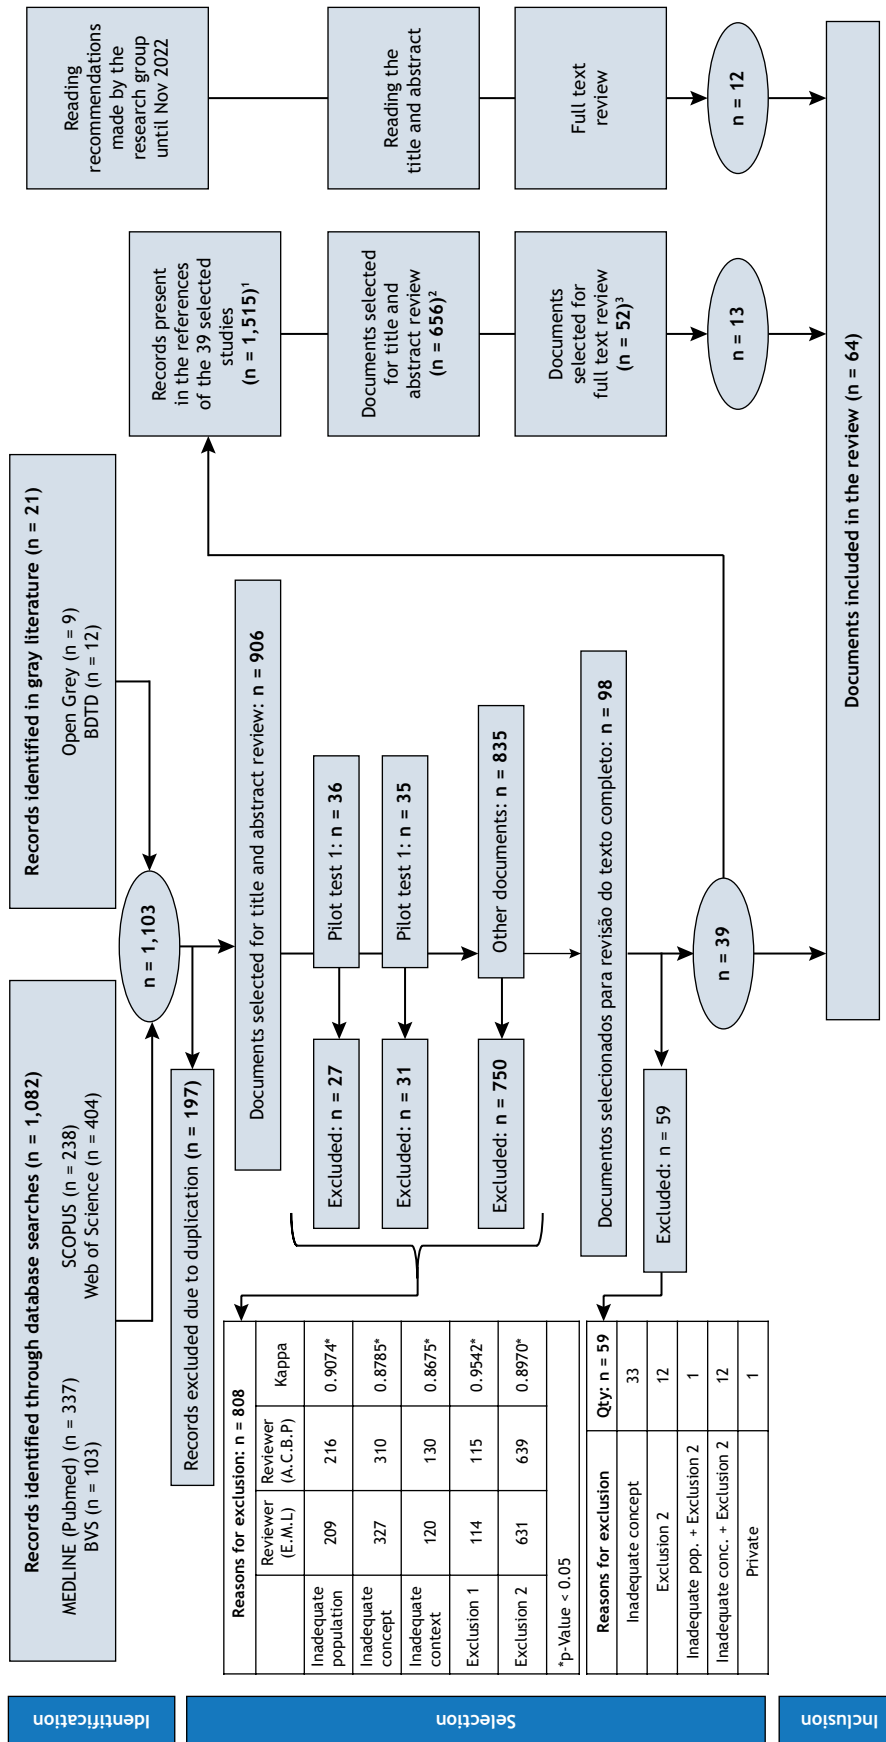 Identification
Records identified through database searches (n = 1,082)
MEDLINE (Pubmed) (n = 337)
BVS (n = 103)
SCOPUS (n = 238)
Web of Science (n = 404)
Records identified in gray literature (n = 21)
Open Grey (n = 9)
BDTD (n = 12)
n = 1,103
Reading
recommendations
made by the
research group
until Nov 2022
Selection
Records excluded due to duplication (n = 197)
Documents selected for title and abstract review: n = 906
Records present
in the references
of the 39 selected
studies
(n = 1,515)¹
Reasons for exclusion: n = 808
Reviewer
(E.M.L)
Reviewer
(A.C.B.P)
Kappa
Inadequate
population
209
216
0.9074*
Inadequate
concept
327
310
0.8785*
Inadequate
context
120
130
0.8675*
Exclusion 1
114
115
0.9542*
Exclusion 2
631
639
0.8970*
*p-Value < 0.05
Excluded: n = 27
Pilot test 1: n = 36
Excluded: n = 31
Pilot test 1: n = 35
Excluded: n = 750
Other documents: n = 835
Documents selected
for title and
abstract review
(n = 656)²
Reading the
title and abstract
Documents
selected for
full text review
(n = 52)³
Full text
review
Documentos selecionados para revisão do texto completo: n = 98
Reasons for exclusion
Qty: n = 59
Inadequate concept
33
Exclusion 2
12
Inadequate pop. + Exclusion 2
1
Inadequate conc. + Exclusion 2
12
Private
1
Excluded: n = 59
n = 39
n = 13
n = 12
Inclusion
Documents included in the review (n = 64)